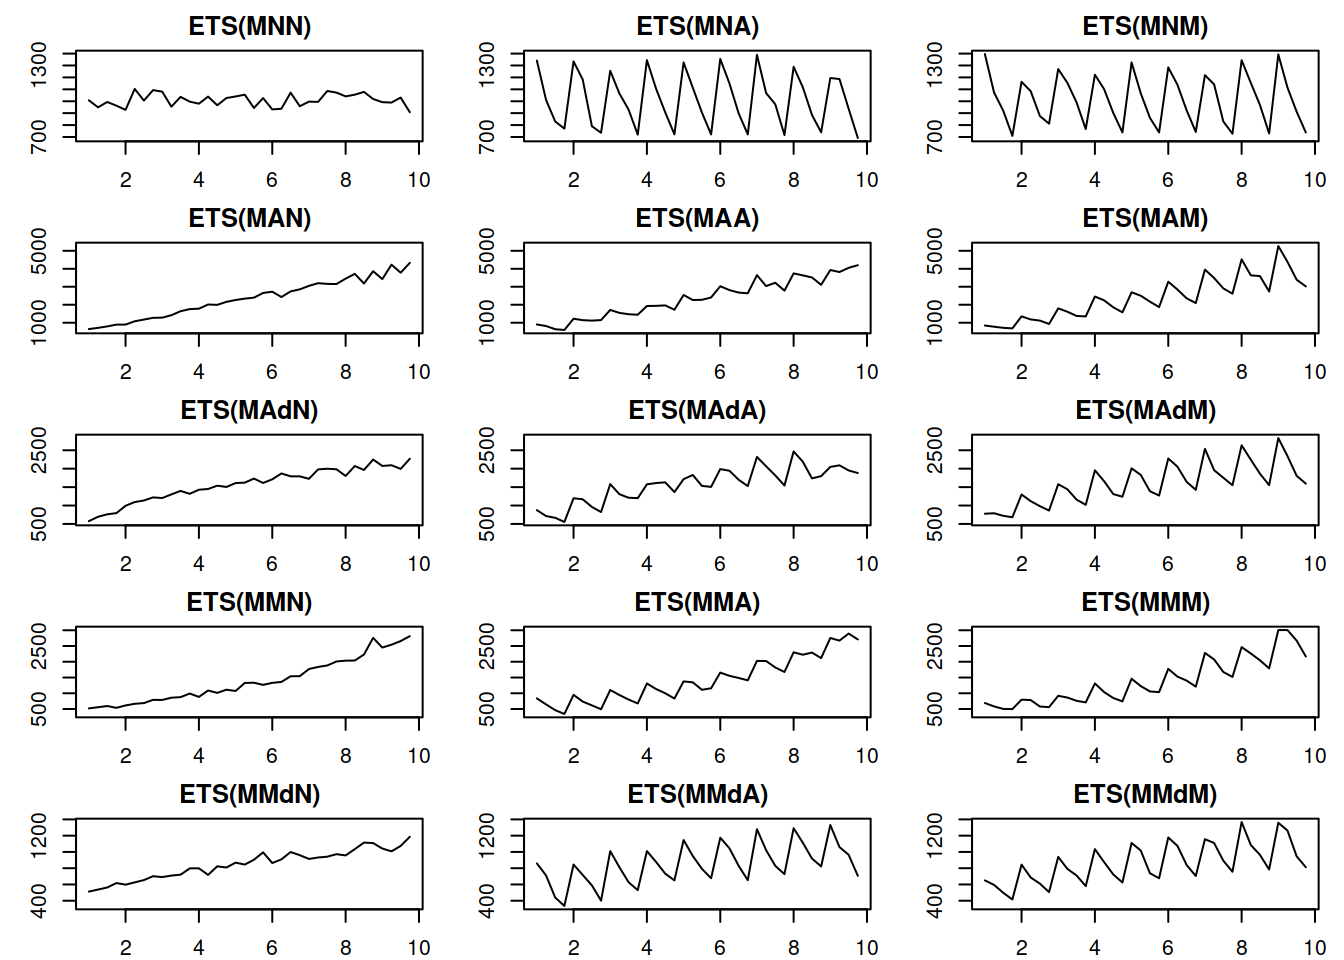 ETS(MNN) ETS(MNA) ETS(MNM)
700 1300 700 1300 700 1300
2 4 6 8 10 2 4 6 8 10 2 4 6 8 10
ETS(MAN) ETS(MAA) ETS(MAM)
1000 5000 1000 5000 1000 5000
2 4 6 8 10 2 4 6 8 10 2 4 6 8 10
ETS(MAdN) ETS(MAdA) ETS(MAdM)
500 2500 500 2500 500 2500
2 4 6 8 10 2 4 6 8 10 2 4 6 8 10
ETS(MMN) ETS(MMA) ETS(MMM)
500 2500 500 2500 500 2500
2 4 6 8 10 2 4 6 8 10 2 4 6 8 10
ETS(MMdN) ETS(MMdA) ETS(MMdM)
400 1200 400 1200 400 1200
2 4 6 8 10 2 4 6 8 10 2 4 6 8 10